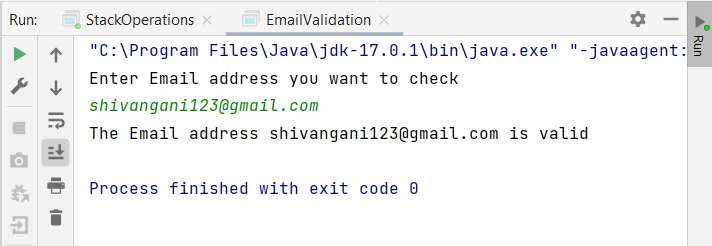 Run: StackOperations EmailValidation
Run
"C:\Program Files\Java\jdk-17.0.1\bin\java.exe" "-javaagent:
Enter Email address you want to check
shivangani123@gmail.com
The Email address shivangani123@gmail.com is valid
Process finished with exit code 0